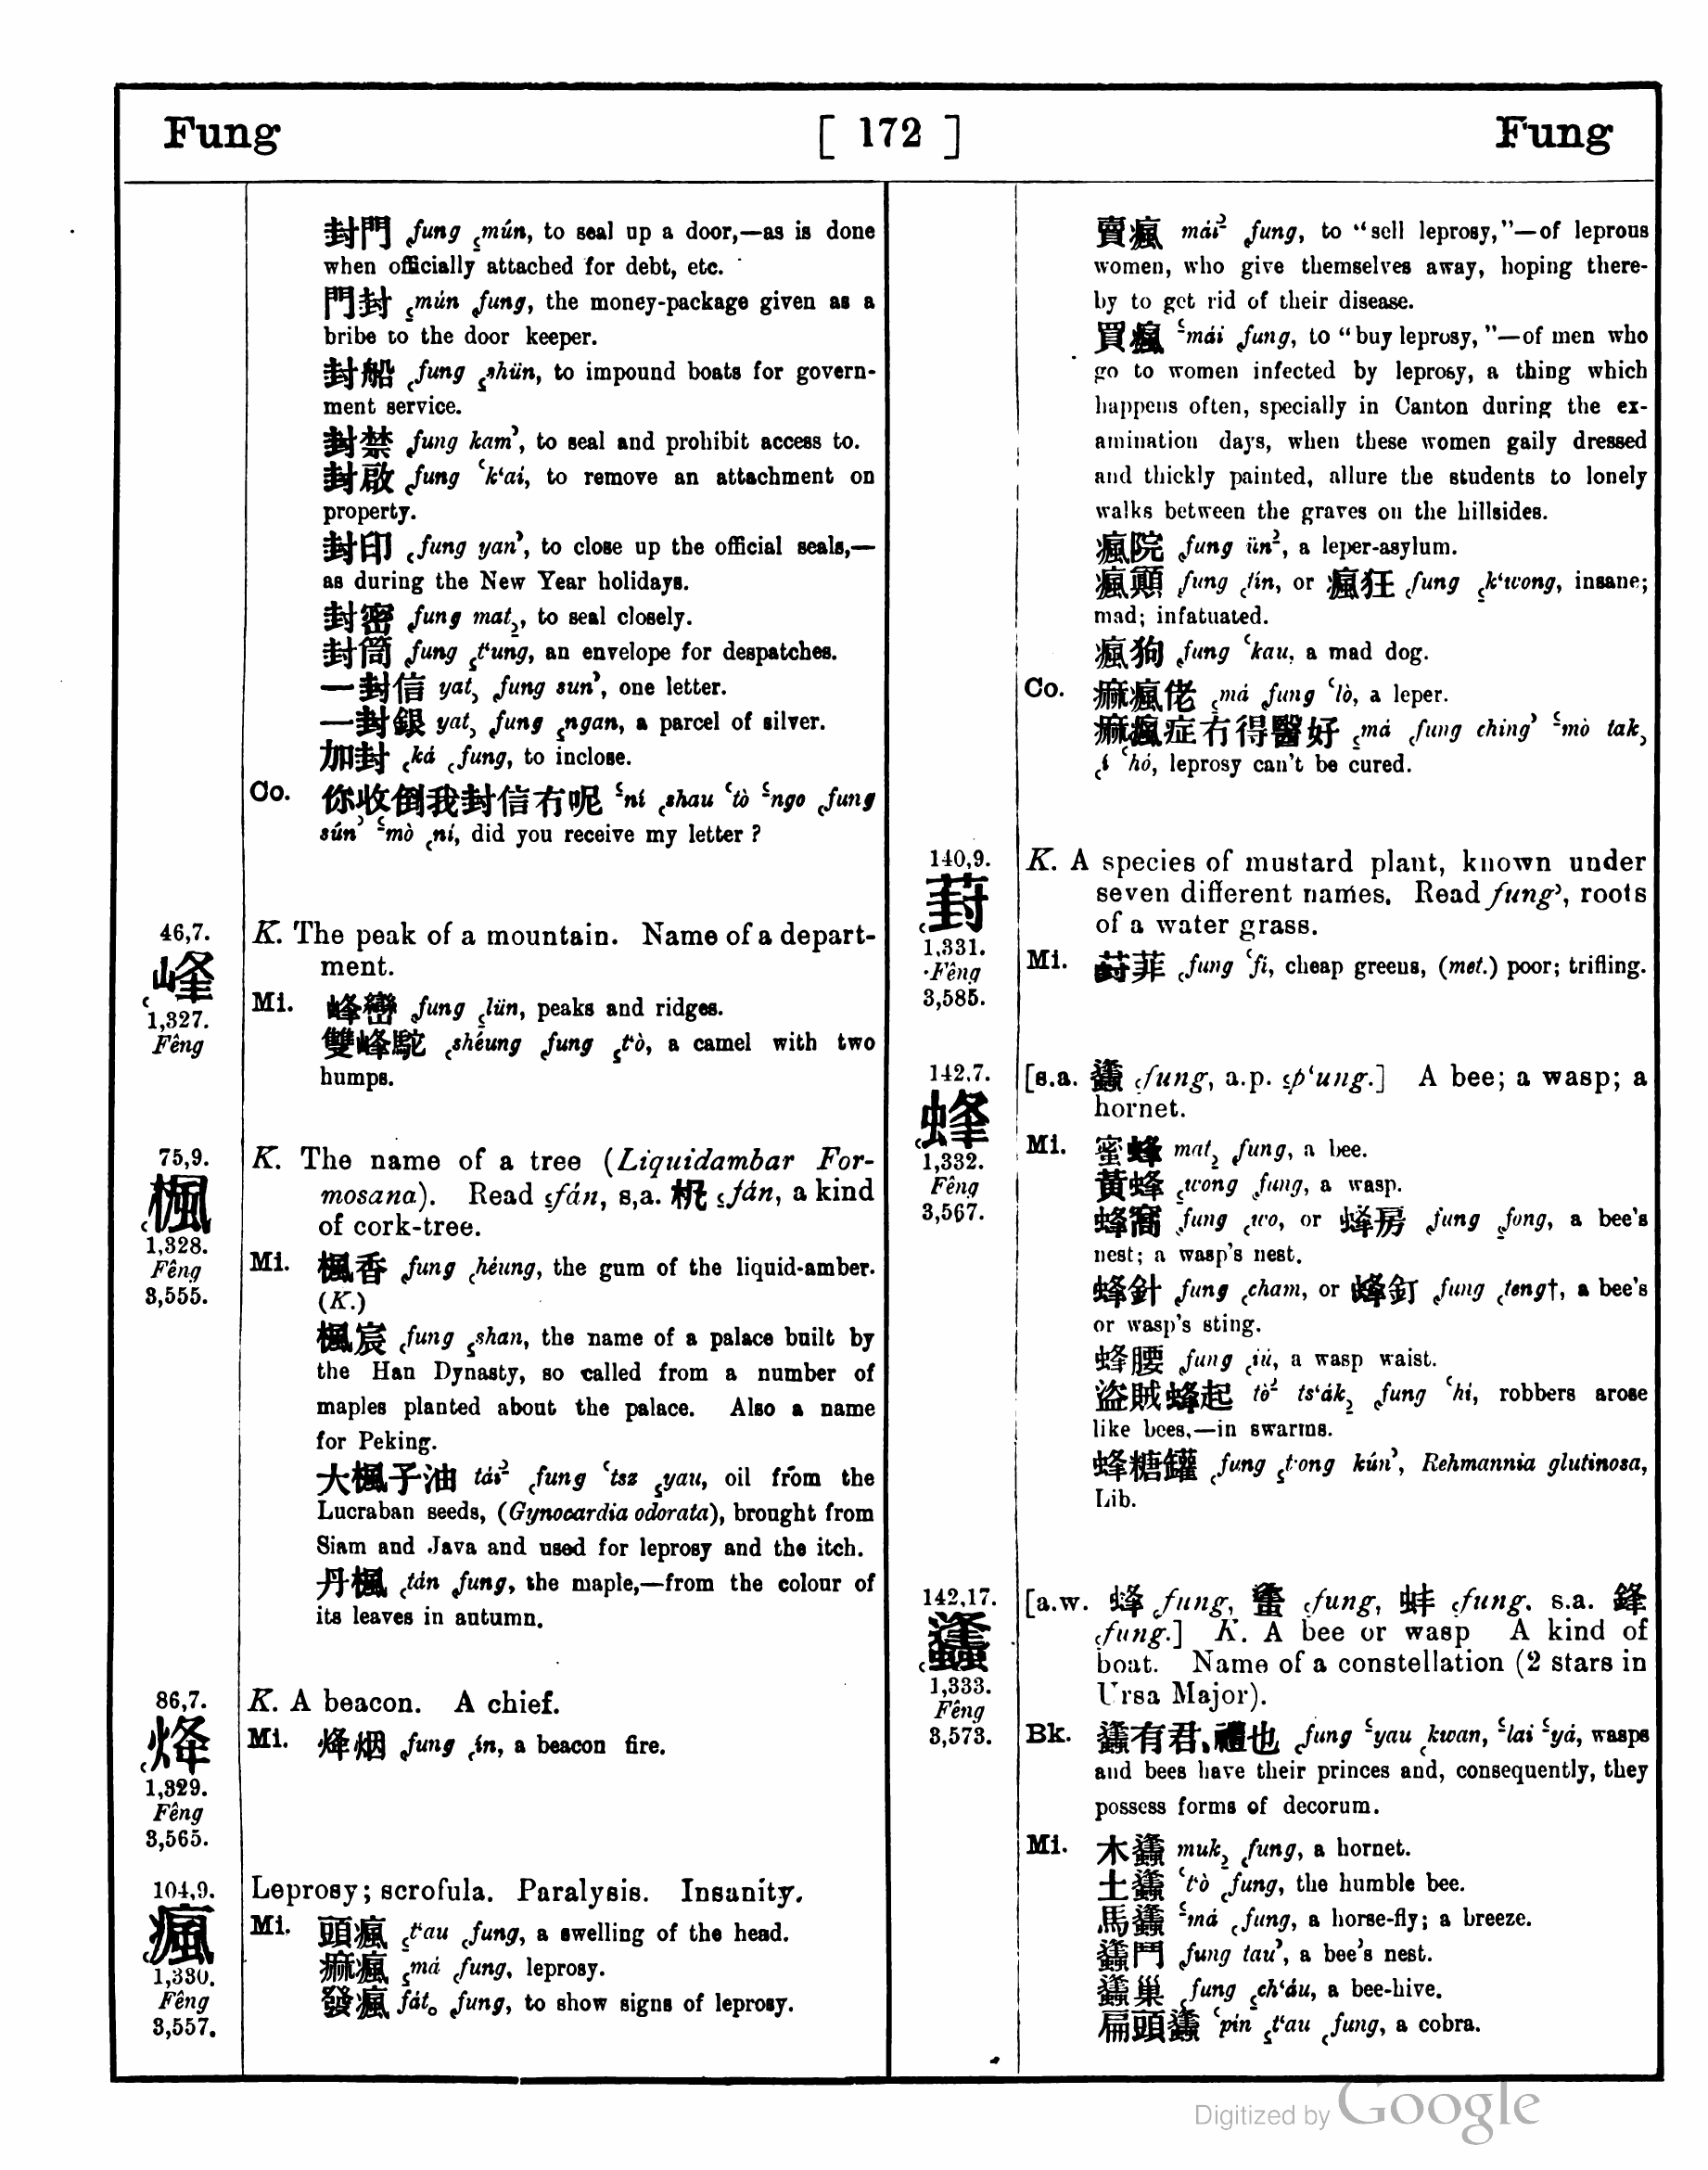 Fung
[ 172 ]
Fung
封門 ꜀fung ꜁mún, to seal up a door,—as is done
when officially attached for debt, etc.
門封 ꜁mún ꜀fung, the money-package given as a
bribe to the door keeper.
封船 ꜀fung ꜁shün, to impound boats for govern-
ment service.
封禁 ꜀fung kam꜄, to seal and prohibit access to.
封啟 ꜀fung ꜂k‘ai, to remove an attachment on
property.
封印 ꜀fung yan꜄, to close up the official seals,—
as during the New Year holidays.
封密 ꜀fung mat꜇, to seal closely.
封筒 ꜀fung ꜁t‘ung, an envelope for despatches.
一封信 yat꜆ ꜀fung sun꜄, one letter.
一封銀 yat꜆ ꜀fung ꜁ngan, a parcel of silver.
加封 ꜀ká ꜀fung, to inclose.
Co. 你收倒我封信冇呢 ꜃ní ꜀shau ꜂tò ꜃ngo ꜀fung
sún꜄ ꜃mò ꜀ní, did you receive my letter ?
46,7.
峰
1,327.
Fêng
K. The peak of a mountain. Name of a depart-
ment.
Mi. 峰巒 ꜀fung ꜁lün, peaks and ridges.
雙峰駝 ꜀shéung ꜀fung ꜁t‘ò, a camel with two
humps.
75,9.
楓
1,328.
Fêng
3,555.
K. The name of a tree (Liquidambar For-
mosana). Read ꜁fán, s,a. 杋 ꜁fán, a kind
of cork-tree.
Mi. 楓香 ꜀fung ꜀héung, the gum of the liquid-amber.
(K.)
楓宸 ꜀fung ꜁shan, the name of a palace built by
the Han Dynasty, so called from a number of
maples planted about the palace. Also a name
for Peking.
大楓子油 tái꜅ ꜀fung ꜂tsz ꜁yau, oil from the
Lucraban seeds, (Gynocardia odorata), brought from
Siam and Java and used for leprosy and the itch.
丹楓 ꜀tán ꜀fung, the maple,—from the colour of
its leaves in autumn.
86,7.
烽
1,329.
Fêng
3,565.
K. A beacon. A chief.
Mi. 烽烟 ꜀fung ꜀ín, a beacon fire.
104,9.
瘋
1,330.
Fêng
3,557.
Leprosy; scrofula. Paralysis. Insanity.
Mi. 頭瘋 ꜁t‘au ꜀fung, a swelling of the head.
痲瘋 ꜁má ꜀fung, leprosy.
發瘋 fát。 ꜀fung, to show signs of leprosy.
賣瘋 mái꜅ ꜀fung, to “sell leprosy,”—of leprous
women, who give themselves away, hoping there-
by to get rid of their disease.
買瘋 ꜃mái ꜀fung, to “buy leprosy,”—of men who
go to women infected by leprosy, a thing which
happens often, specially in Canton during the ex-
amination days, when these women gaily dressed
and thickly painted, allure the students to lonely
walks between the graves on the hillsides.
瘋院 ꜀fung ün꜅, a leper-asylum.
瘋顛 ꜀fung ꜀tín, or 瘋狂 ꜀fung ꜁k‘wong, insane;
mad; infatuated.
瘋狗 ꜀fung ꜂kau, a mad dog.
Co. 痲瘋佬 ꜁má ꜀fung ꜂lò, a leper.
痲瘋症冇得醫好 ꜁má ꜀fung ching꜄ ꜃mò tak꜆
꜀í ꜂hó, leprosy can’t be cured.
140,9.
葑
1,331.
Fêng
3,585.
K. A species of mustard plant, known under
seven different names. Read fung꜄, roots
of a water grass.
Mi. 葑菲 ꜀fung ꜂fí, cheap greens, (met.) poor; trifling.
142,7.
蜂
1,332.
Fêng
3,567.
[s.a. 蠭 ꜀fung, a.p. ꜁p‘ung.] A bee; a wasp; a
hornet.
Mi. 蜜蜂 mat꜇ ꜀fung, a bee.
黃蜂 ꜁wong ꜀fung, a wasp.
蜂窩 ꜀fung ꜀wo, or 蜂房 ꜀fung ꜁fong, a bee’s
nest; a wasp’s nest.
蜂針 ꜀fung ꜀cham, or 蜂釘 ꜀fung ꜀teng†, a bee’s
or wasp’s sting.
蜂腰 ꜀fung ꜀iú, a wasp waist.
盜賊蜂起 tò꜅ ts‘ák꜇ ꜀fung ꜂hí, robbers arose
like bees,—in swarms.
蜂糖罐 ꜀fung ꜁t‘ong kún꜄, Rehmannia glutinosa,
Lib.
142,17.
蠭
1,333.
Fêng
3,573.
[a.w. 蜂 ꜀fung, ꜀fung, 蚌 ꜀fung. s.a. 鋒
꜀fung.] K. A bee or wasp A kind of
boat. Name of a constellation (2 stars in
Ursa Major).
Bk. 蠭有君、禮也 ꜀fung ꜃yau ꜀kwan, ꜃lai ꜃yá, wasps
and bees have their princes and, consequently, they
possess forms of decorum.
Mi. 木蠭 muk꜇ ꜀fung, a hornet.
土蠭 ꜂t‘ò ꜀fung, the humble bee.
馬蠭 ꜃má ꜀fung, a horse-fly; a breeze.
蠭鬥 ꜀fung tau꜄, a bee’s nest.
蠭巢 ꜀fung ꜁ch‘áu, a bee-hive.
扁頭蠭 ꜂pín ꜁t‘au ꜀fung, a cobra.
Digitized by Google